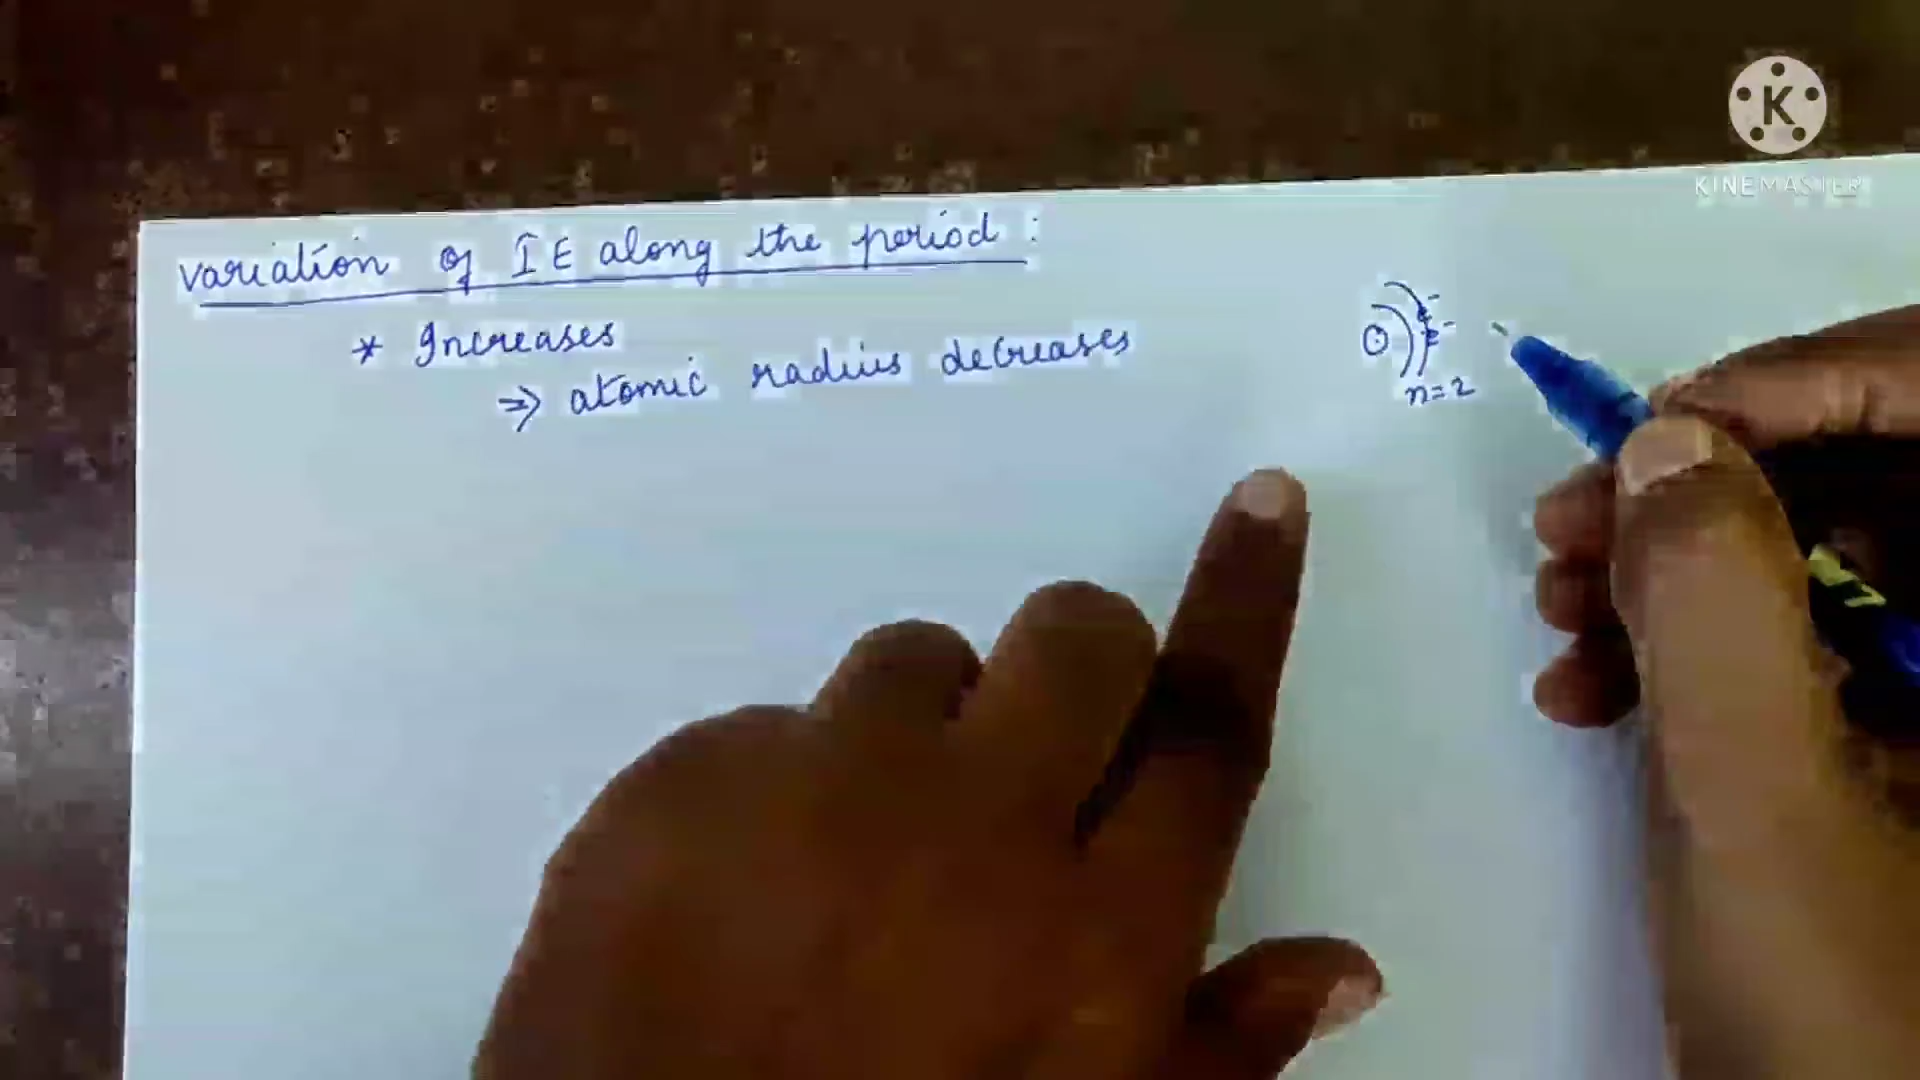 variation of IE along the period :
* Increases
⇒ atomic radius decreases
e-
e-
n=2
K
KINEMASTER